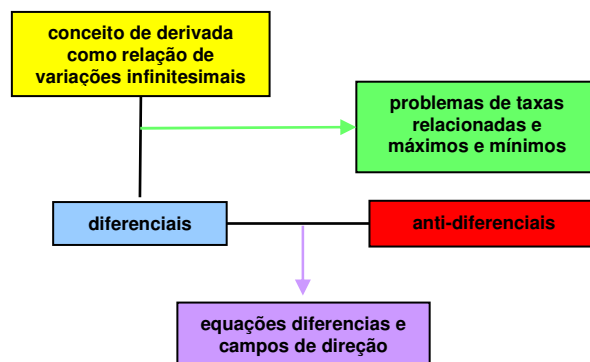 conceito de derivada
como relação de
variações infinitesimais
problemas de taxas
relacionadas e
máximos e mínimos
diferenciais
anti-diferenciais
equações diferencias e
campos de direção